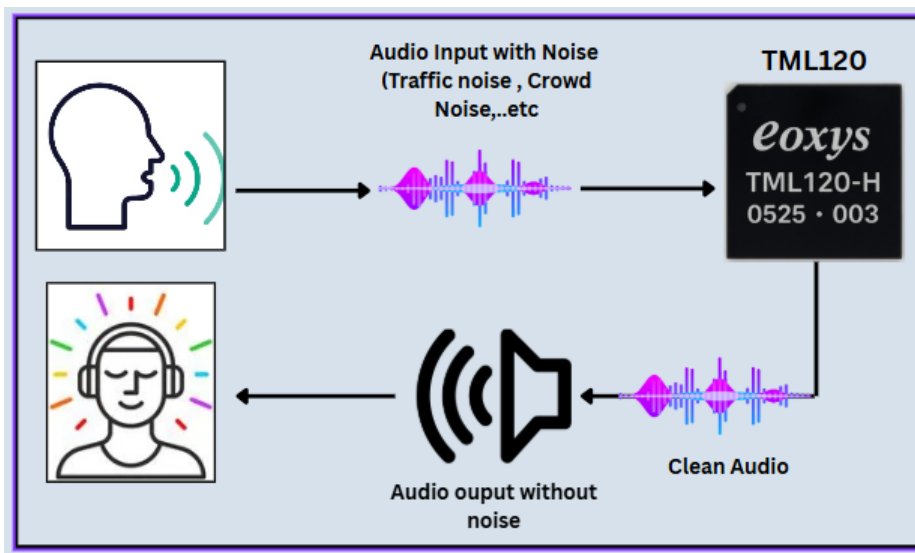 Audio Input with Noise
(Traffic noise , Crowd
Noise,..etc
TML120
eoxys
TML120-H
0525 · 003
Clean Audio
Audio ouput without
noise